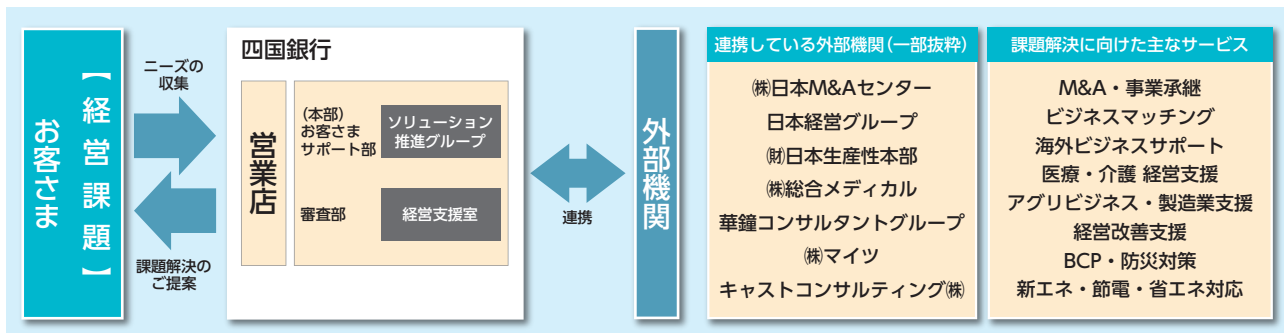 お客さま
【経営課題】
ニーズの
収集
課題解決の
ご提案
四国銀行
営業店
(本部)
お客さま
サポート部
ソリューション
推進グループ
審査部
経営支援室
連携
外部機関
連携している外部機関(一部抜粋)
㈱日本M&Aセンター
日本経営グループ
㈶日本生産性本部
㈱総合メディカル
華鐘コンサルタントグループ
㈱マイツ
キャストコンサルティング㈱
課題解決に向けた主なサービス
M&A・事業承継
ビジネスマッチング
海外ビジネスサポート
医療・介護 経営支援
アグリビジネス・製造業支援
経営改善支援
BCP・防災対策
新エネ・節電・省エネ対応